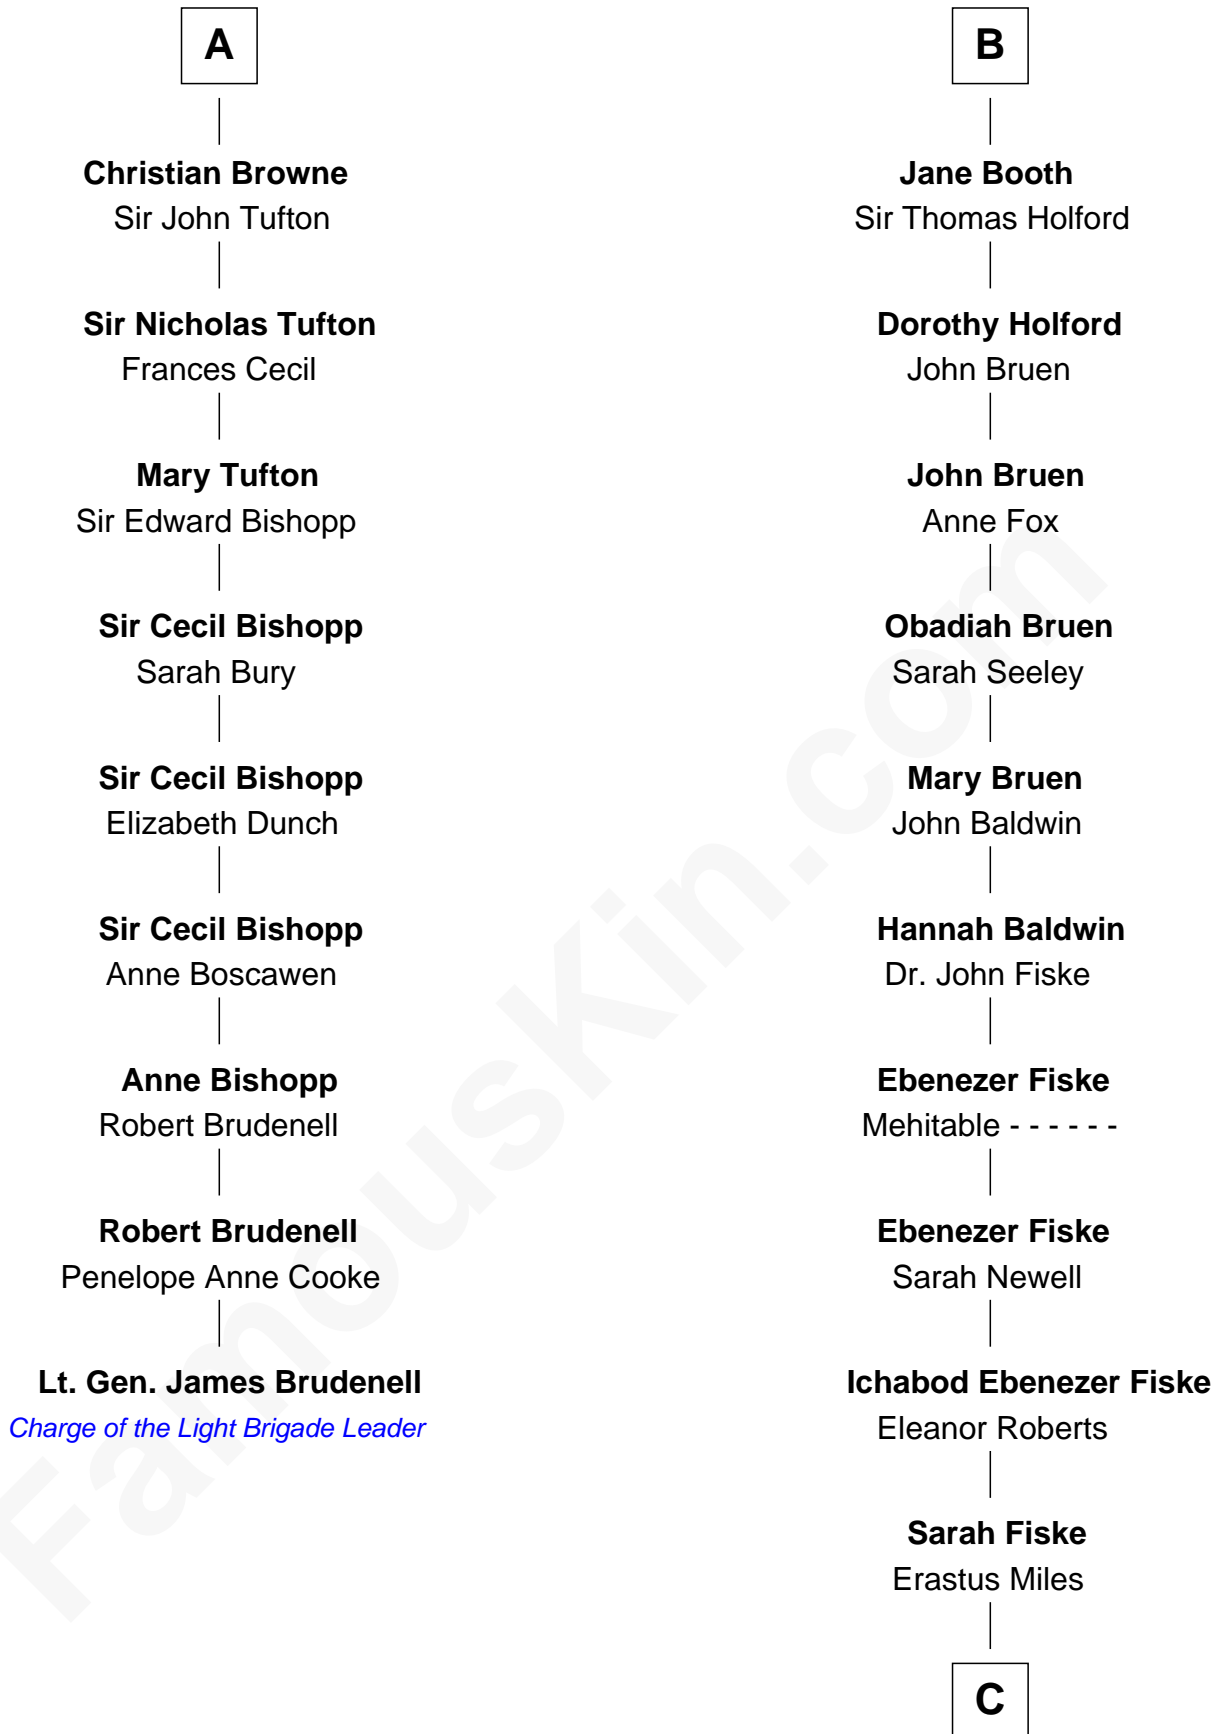 A
Christian Browne
Sir John Tufton
Sir Nicholas Tufton
Frances Cecil
Mary Tufton
Sir Edward Bishopp
Sir Cecil Bishopp
Sarah Bury
Sir Cecil Bishopp
Elizabeth Dunch
Sir Cecil Bishopp
Anne Boscawen
Anne Bishopp
Robert Brudenell
Robert Brudenell
Penelope Anne Cooke
Lt. Gen. James Brudenell
Charge of the Light Brigade Leader
B
Jane Booth
Sir Thomas Holford
Dorothy Holford
John Bruen
John Bruen
Anne Fox
Obadiah Bruen
Sarah Seeley
Mary Bruen
John Baldwin
Hannah Baldwin
Dr. John Fiske
Ebenezer Fiske
Mehitable - - - - - -
Ebenezer Fiske
Sarah Newell
Ichabod Ebenezer Fiske
Eleanor Roberts
Sarah Fiske
Erastus Miles
C
FamousKin.com